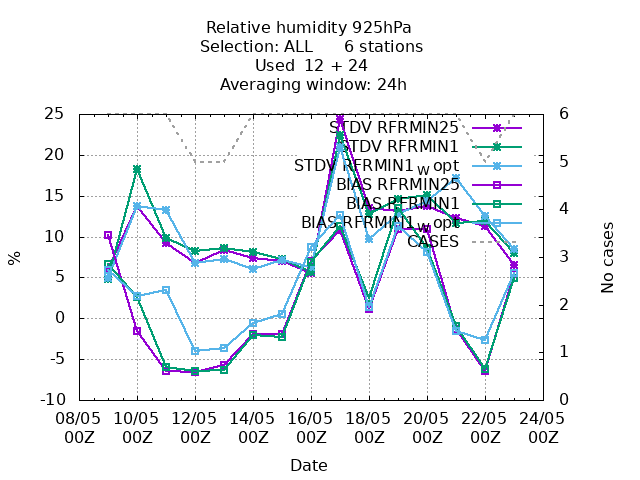 Relative humidity 925hPa
Selection: ALL 6 stations
Used 12 + 24
Averaging window: 24h
25
20
15
10
5
0
-5
-10
%
6
5
4
3
2
1
0
No cases
STDV RFRMIN25
STDV RFRMIN1
STDV RFRMIN1_w opt
BIAS RFRMIN25
BIAS RFRMIN1
BIAS RFRMIN1_w opt
CASES
08/05 10/05 12/05 14/05 16/05 18/05 20/05 22/05 24/05
00Z 00Z 00Z 00Z 00Z 00Z 00Z 00Z 00Z
Date